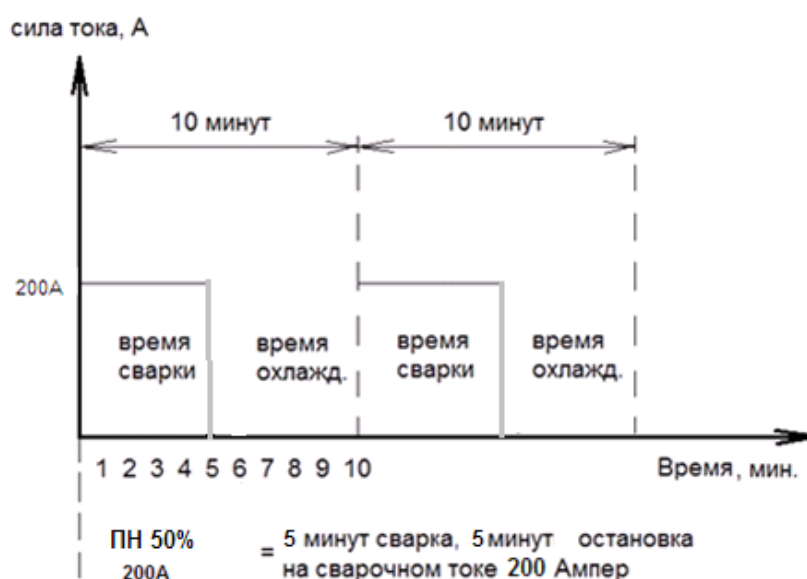 сила тока, А
10 минут 10 минут
200А
время сварки
время охлажд.
время сварки
время охлажд.
1 2 3 4 5 6 7 8 9 10 Время, мин.
ПН 50%
200А
= 5 минут сварка, 5 минут остановка
на сварочном токе 200 Ампер